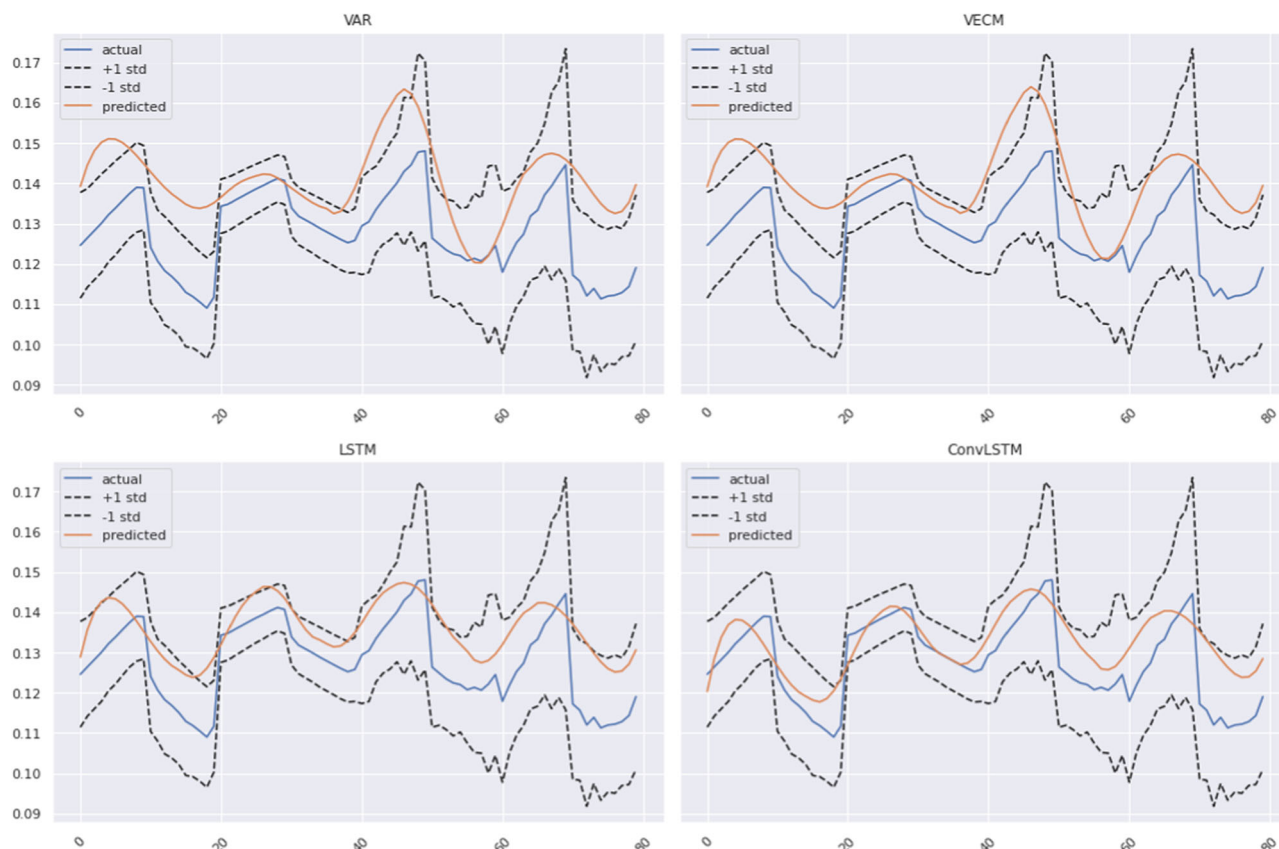 VAR
actual
+1 std
-1 std
predicted
0.17
0.16
0.15
0.14
0.13
0.12
0.11
0.10
0.09
0
20
40
60
80
VECM
actual
+1 std
-1 std
predicted
0
20
40
60
80
LSTM
actual
+1 std
-1 std
predicted
0.17
0.16
0.15
0.14
0.13
0.12
0.11
0.10
0.09
0
20
40
60
80
ConvLSTM
actual
+1 std
-1 std
predicted
0
20
40
60
80